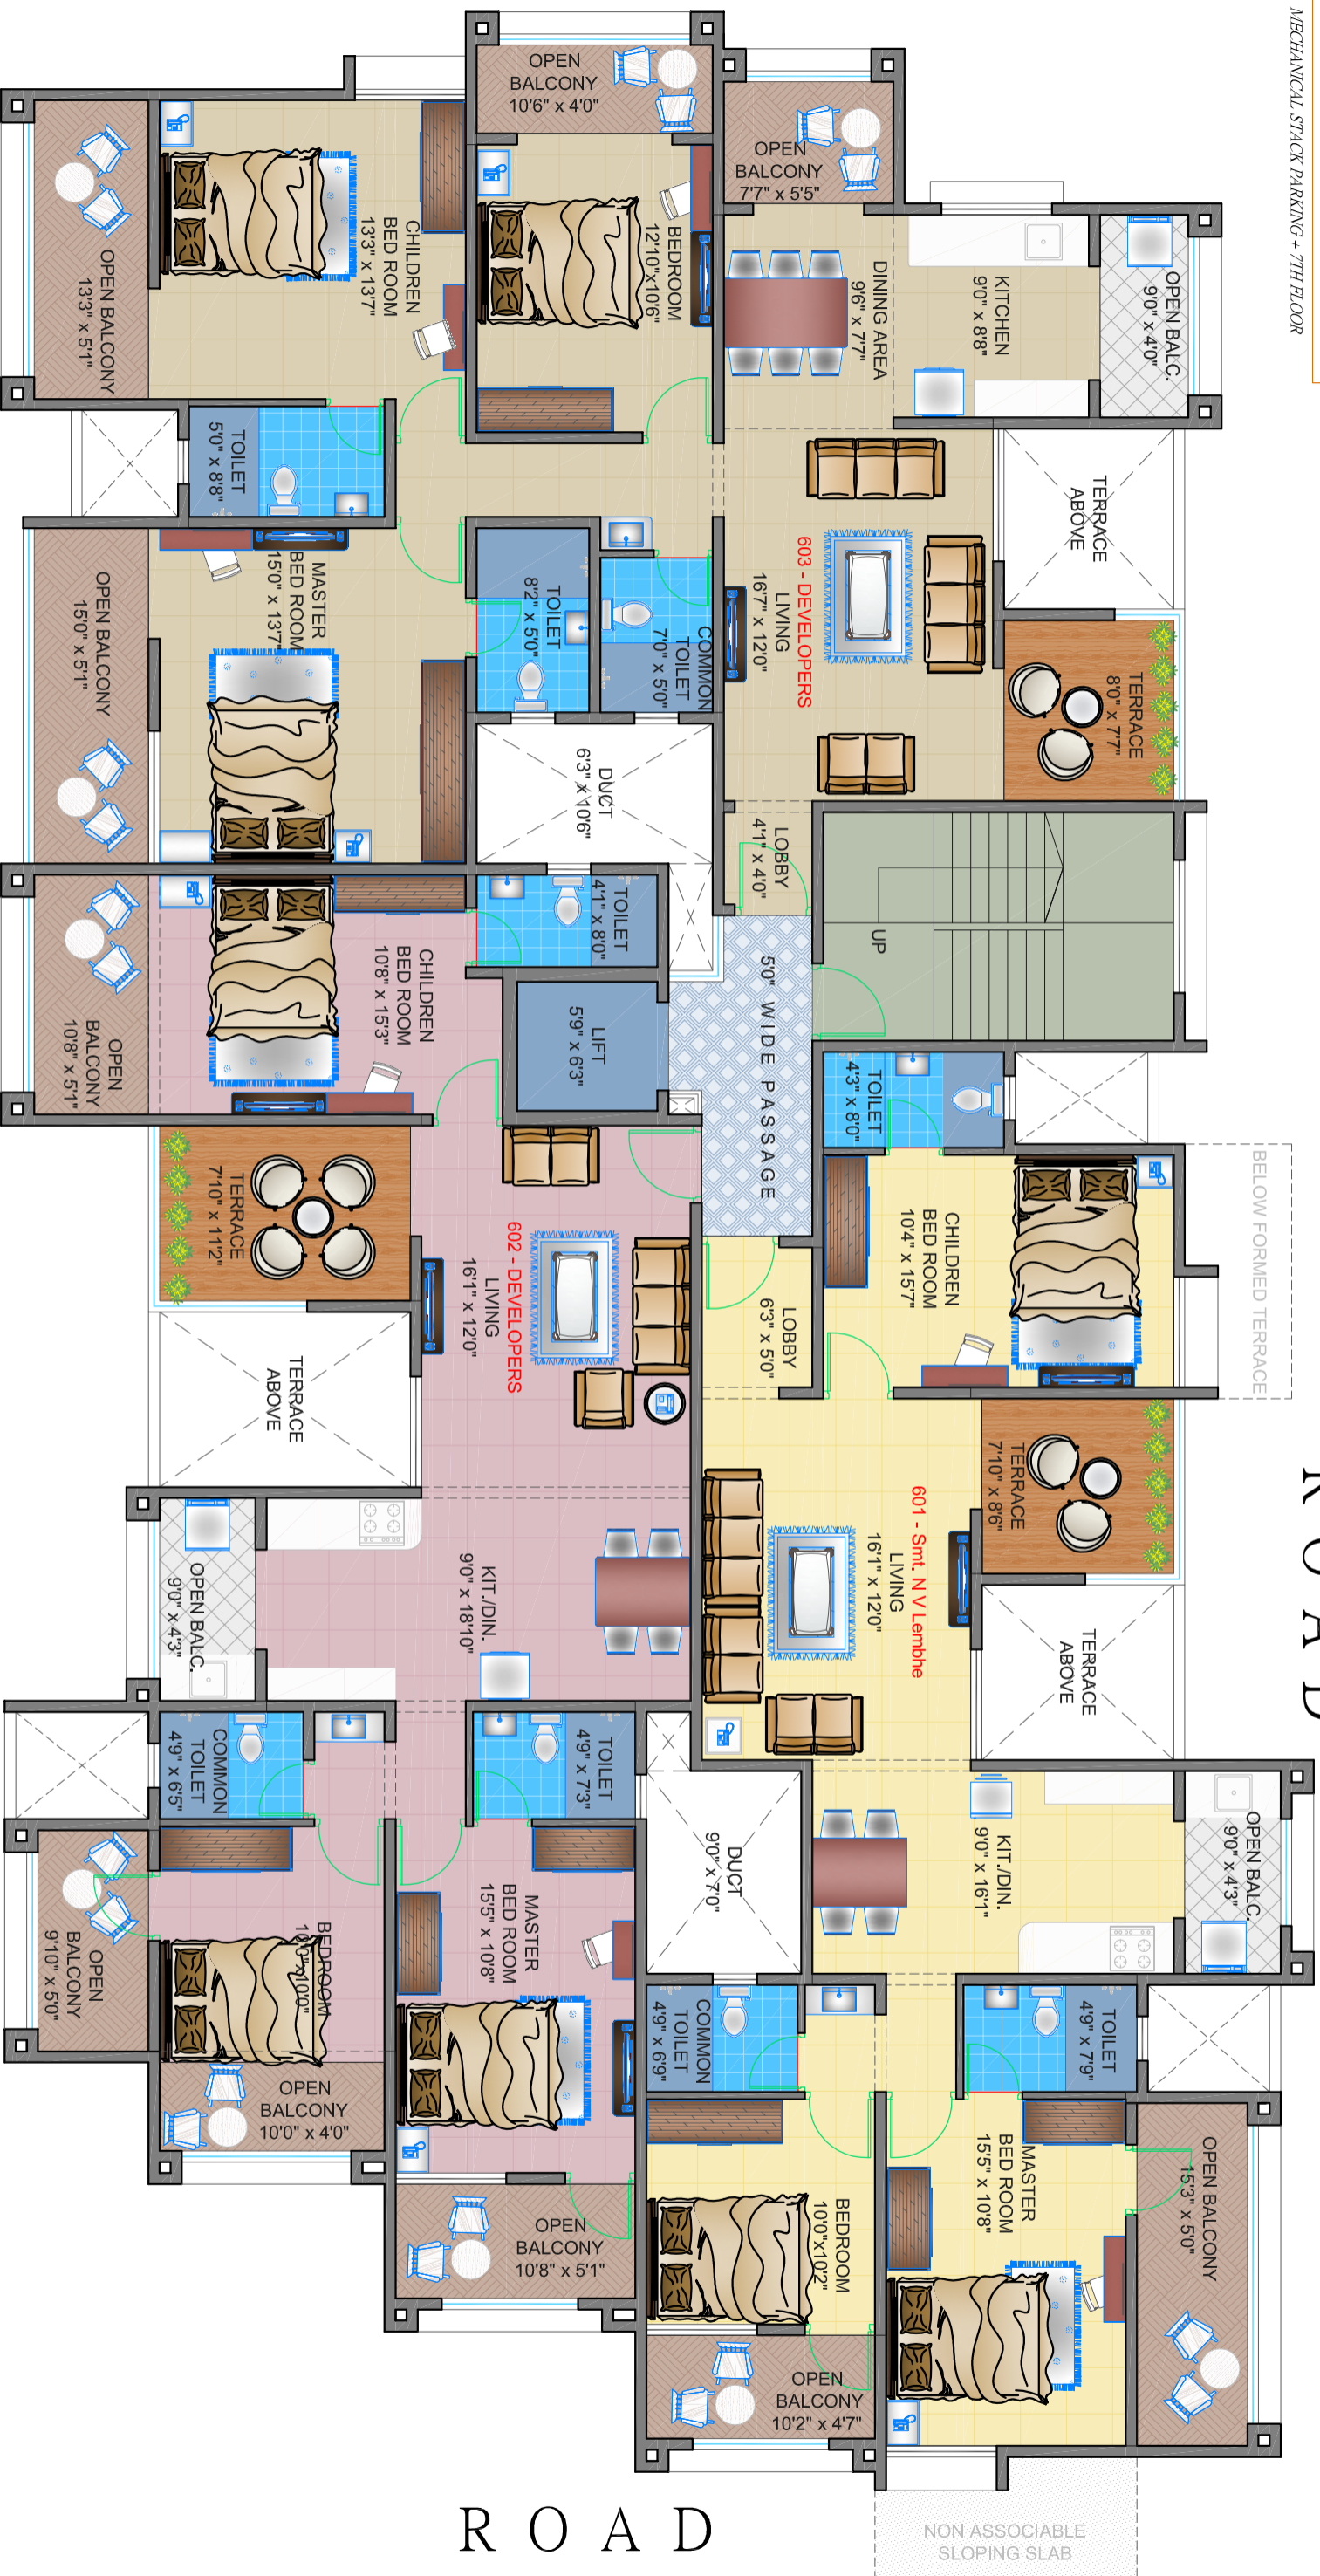 MECHANICAL STACK PARKING + 7TH FLOOR
OPEN
BALCONY
10'6" x 4'0"
OPEN
BALCONY
7'7" x 5'5"
OPEN BALC.
9'0" x 4'0"
KITCHEN
9'0" x 8'8"
DINING AREA
9'6" x 7'7"
BEDROOM
12'10"x10'6"
CHILDREN
BED ROOM
13'3" x 13'7"
OPEN BALCONY
13'3" x 5'1"
TOILET
5'0" x 8'8"
TERRACE
ABOVE
603 - DEVELOPERS
LIVING
16'7" x 12'0"
COMMON
TOILET
7'0" x 5'0"
TOILET
8'2" x 5'0"
MASTER
BED ROOM
15'0" x 13'7"
OPEN BALCONY
15'0" x 5'1"
TERRACE
8'0" x 7'7"
DUCT
6'3" x 10'6"
LOBBY
4'1" x 4'0"
UP
TOILET
4'1" x 8'0"
CHILDREN
BED ROOM
10'8" x 15'3"
OPEN
BALCONY
10'8" x 5'1"
LIFT
5'9" x 6'3"
5'0" WIDE PASSAGE
TOILET
4'3" x 8'0"
BELOW FORMED TERRACE
CHILDREN
BED ROOM
10'4" x 15'7"
LOBBY
6'3" x 5'0"
TERRACE
7'10" x 11'2"
602 - DEVELOPERS
LIVING
16'1" x 12'0"
TERRACE
ABOVE
TERRACE
7'10" x 8'6"
601 - Smt. N V Lembhe
LIVING
16'1" x 12'0"
TERRACE
ABOVE
ROAD
KIT./DIN.
9'0" x 18'10"
OPEN BALC.
9'0" x 4'3"
COMMON
TOILET
4'9" x 6'5"
TOILET
4'9" x 7'3"
DUCT
9'0" x 7'0"
KIT./DIN.
9'0" x 16'1"
OPEN BALC.
9'0" x 4'3"
MASTER
BED ROOM
15'5" x 10'8"
BEDROOM
10'0"x10'0"
OPEN
BALCONY
9'10" x 5'0"
OPEN
BALCONY
10'0" x 4'0"
COMMON
TOILET
4'9" x 6'9"
TOILET
4'9" x 7'9"
MASTER
BED ROOM
15'5" x 10'8"
OPEN BALCONY
15'3" x 5'0"
BEDROOM
10'0"x10'2"
OPEN
BALCONY
10'8" x 5'1"
OPEN
BALCONY
10'2" x 4'7"
ROAD
NON ASSOCIABLE
SLOPING SLAB